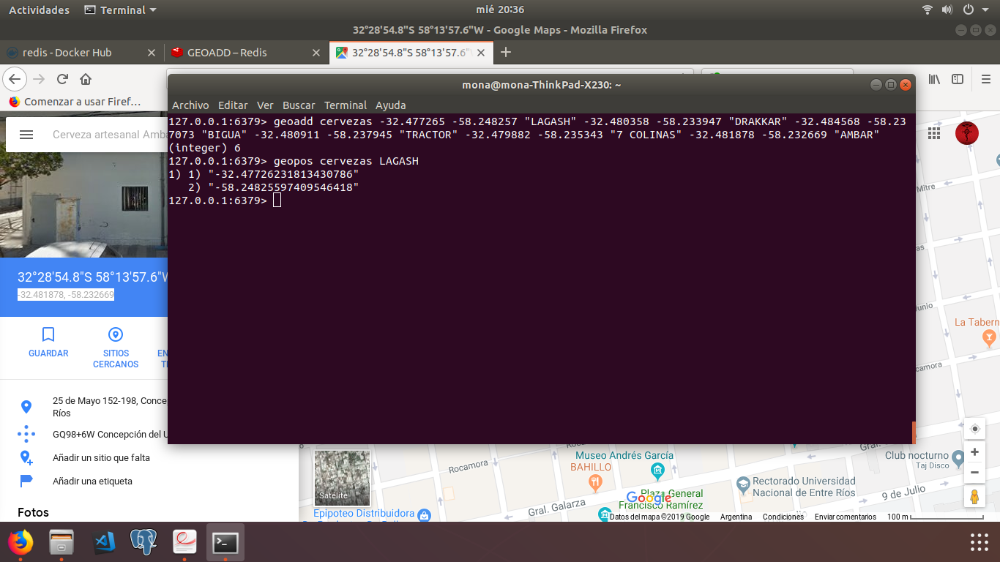 Actividades
Terminal
mié 20:36
32°28'54.8"S 58°13'57.6"W - Google Maps - Mozilla Firefox
redis - Docker Hub
GEOADD – Redis
32°28'54.8"S 58°13'57.6"
Comenzar a usar Firef…
mona@mona-ThinkPad-X230: ~
Archivo Editar Ver Buscar Terminal Ayuda
127.0.0.1:6379> geoadd cervezas -32.477265 -58.248257 "LAGASH" -32.480358 -58.233947 "DRAKKAR" -32.484568 -58.23
7073 "BIGUA" -32.480911 -58.237945 "TRACTOR" -32.479882 -58.235343 "7 COLINAS" -32.481878 -58.232669 "AMBAR"
(integer) 6
127.0.0.1:6379> geopos cervezas LAGASH
1) 1) "-32.47726231813430786"
2) "-58.24825597409546418"
127.0.0.1:6379>
Cerveza artesanal Amba
32°28'54.8"S 58°13'57.6"W
-32.481878, -58.232669
GUARDAR
SITIOS
CERCANOS
25 de Mayo 152-198, Conce
Ríos
GQ98+6W Concepción del U
Añadir un sitio que falta
Añadir una etiqueta
Fotos
Mitre
La Tabern
Rocamora
Museo Andrés García
BAHILLO
Club nocturno
Taj Disco
Rectorado Universidad
Nacional de Entre Ríos
9 de Julio
Plaza General
Francisco Ramírez
Google
Gral. Galarza
Satélite
Epipoteo Distribuidora
Datos del mapa ©2019 Google
Argentina
Condiciones
Enviar comentarios
100 m